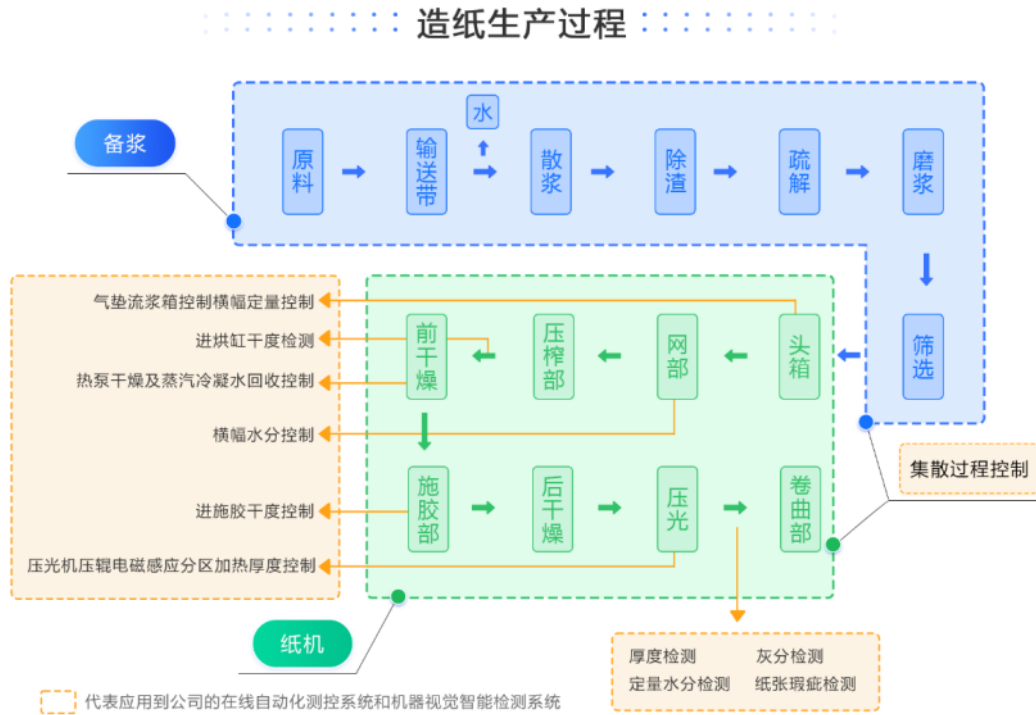 造纸生产过程
备浆
水
原料
输送带
散浆
除渣
疏解
磨浆
筛选
头箱
网部
压榨部
前干燥
气垫流浆箱控制横幅定量控制
进烘缸干度检测
热泵干燥及蒸汽冷凝水回收控制
横幅水分控制
进施胶干度控制
压光机压辊电磁感应分区加热厚度控制
施胶部
后干燥
压光
卷曲部
集散过程控制
纸机
厚度检测
灰分检测
定量水分检测
纸张瑕疵检测
代表应用到公司的在线自动化测控系统和机器视觉智能检测系统